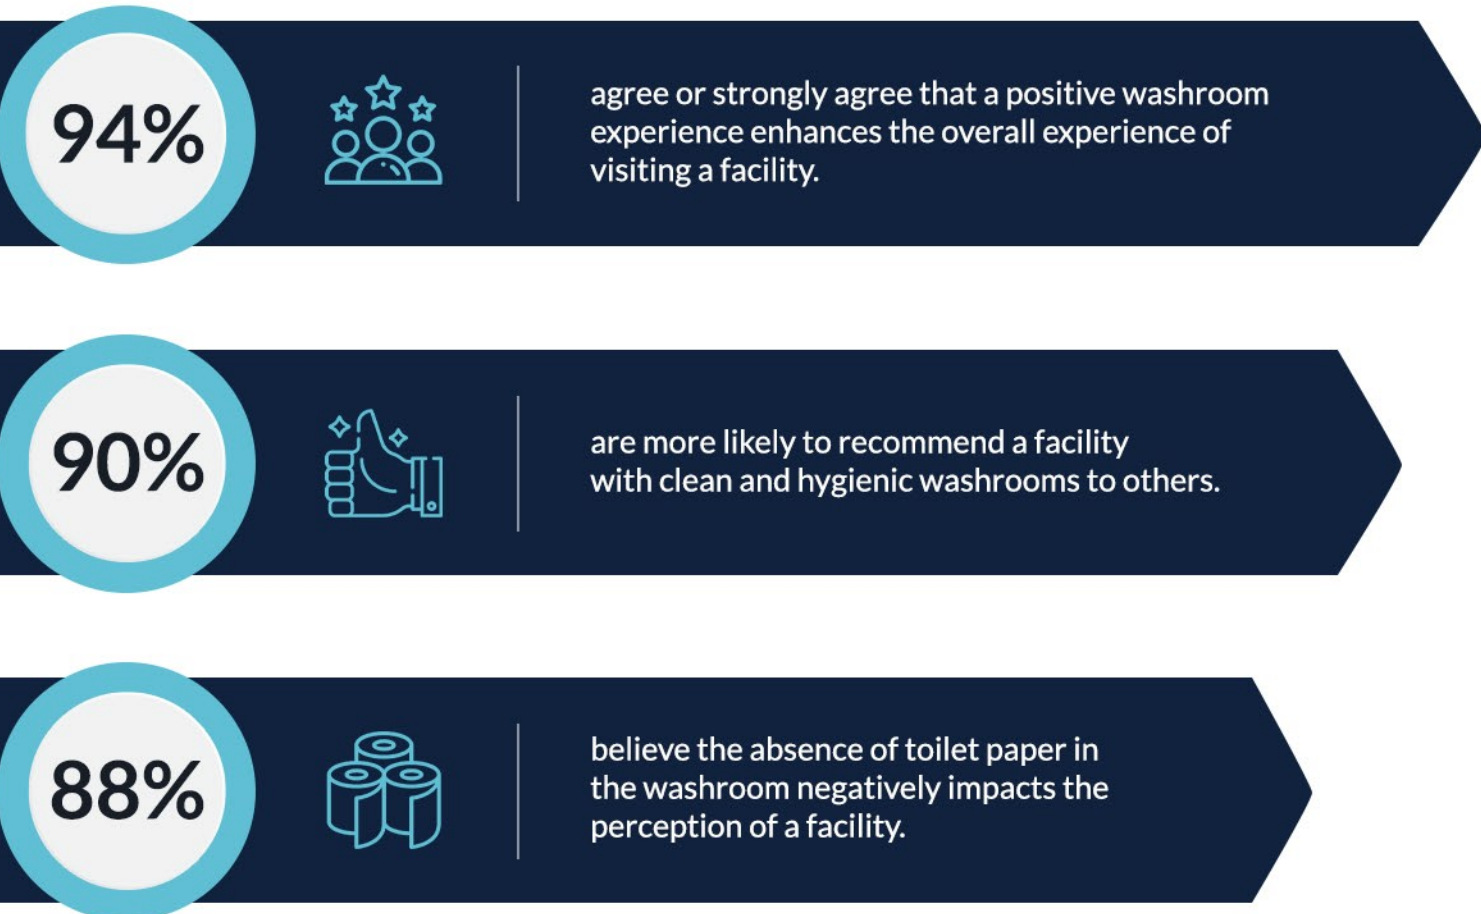 94%
agree or strongly agree that a positive washroom
experience enhances the overall experience of
visiting a facility.
90%
are more likely to recommend a facility
with clean and hygienic washrooms to others.
88%
believe the absence of toilet paper in
the washroom negatively impacts the
perception of a facility.